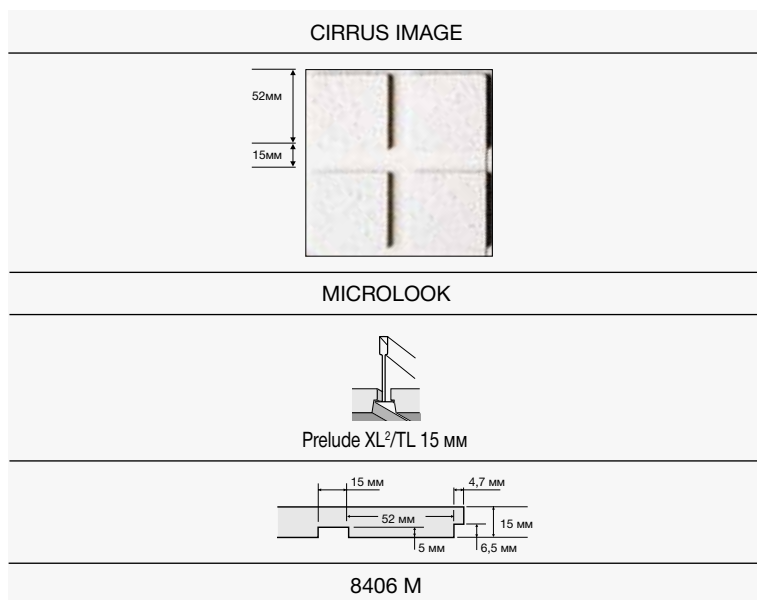 CIRRUS IMAGE
52мм
15мм
MICROLOOK
Prelude XL²/TL 15 мм
15 мм
4,7 мм
52 мм
15 мм
5 мм
6,5 мм
8406 M